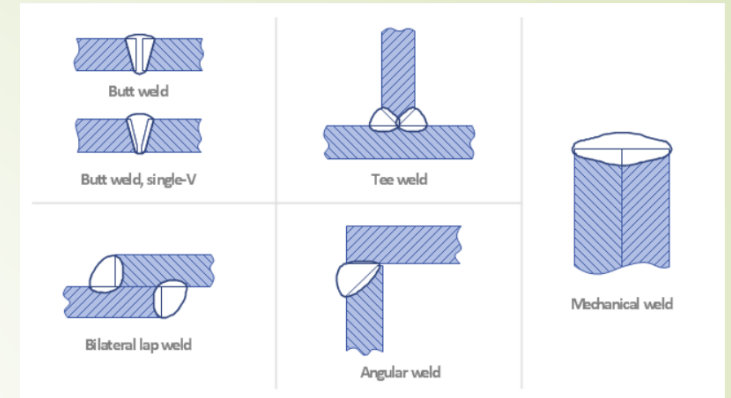 Butt weld
Butt weld, single-V
Tee weld
Bilateral lap weld
Angular weld
Mechanical weld